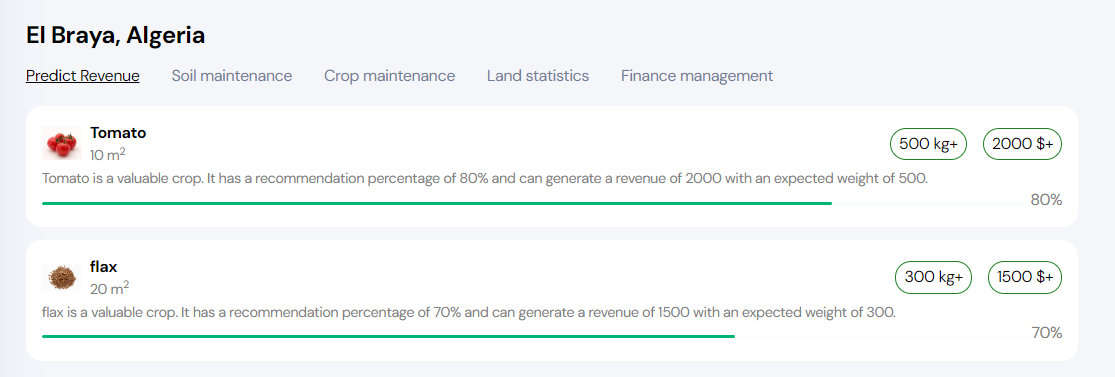 El Braya, Algeria
Predict Revenue Soil maintenance Crop maintenance Land statistics Finance management
Tomato
10 m²
500 kg+ 2000 $+
Tomato is a valuable crop. It has a recommendation percentage of 80% and can generate a revenue of 2000 with an expected weight of 500.
80%
flax
20 m²
300 kg+ 1500 $+
flax is a valuable crop. It has a recommendation percentage of 70% and can generate a revenue of 1500 with an expected weight of 300.
70%